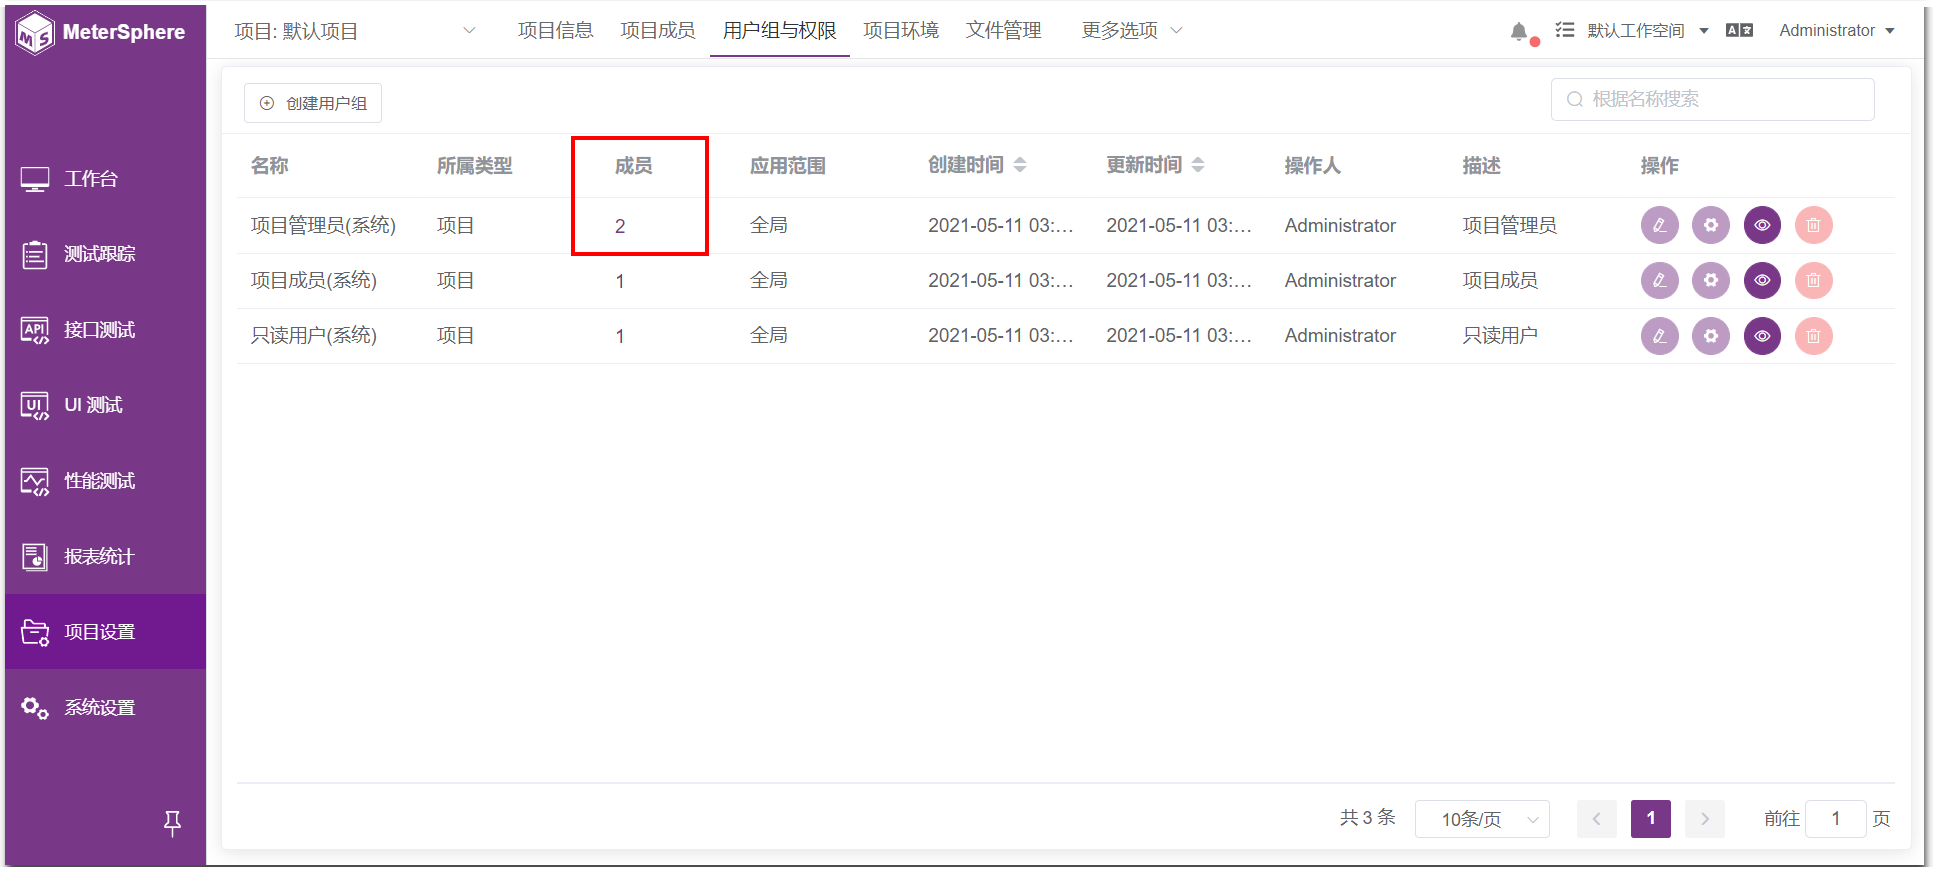 MeterSphere
项目: 默认项目
项目信息 项目成员 用户组与权限 项目环境 文件管理 更多选项
默认工作空间 Administrator
工作台
测试跟踪
接口测试
UI 测试
性能测试
报表统计
项目设置
系统设置
创建用户组
根据名称搜索
名称 所属类型 成员 应用范围 创建时间 更新时间 操作人 描述 操作
项目管理员(系统) 项目 2 全局 2021-05-11 03:... 2021-05-11 03:... Administrator 项目管理员
项目成员(系统) 项目 1 全局 2021-05-11 03:... 2021-05-11 03:... Administrator 项目成员
只读用户(系统) 项目 1 全局 2021-05-11 03:... 2021-05-11 03:... Administrator 只读用户
共 3 条 10条/页 1 前往 1 页